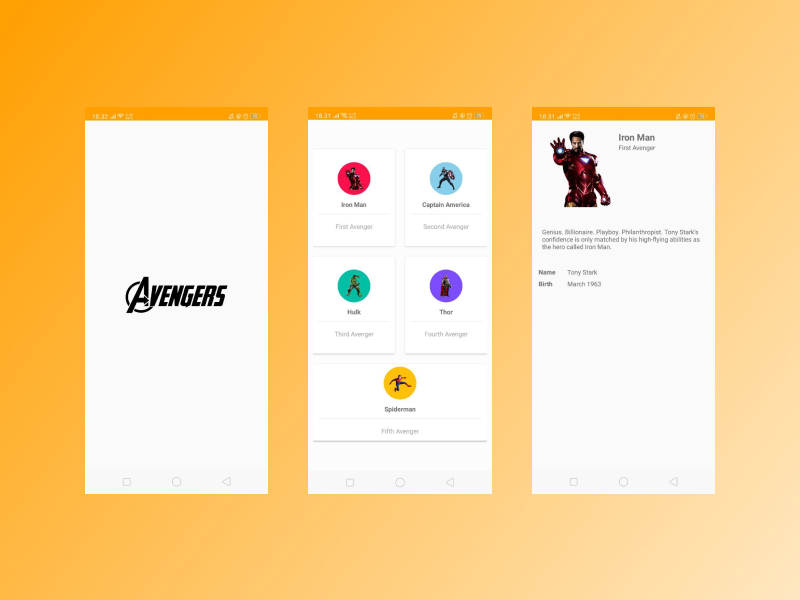 18.32
AVENGERS
18.31
Iron Man
First Avenger
Captain America
Second Avenger
Hulk
Third Avenger
Thor
Fourth Avenger
Spiderman
Fifth Avenger
18.31
Iron Man
First Avenger
Genius. Billionaire. Playboy. Philanthropist. Tony Stark's
confidence is only matched by his high-flying abilities as
the hero called Iron Man.
Name Tony Stark
Birth March 1963